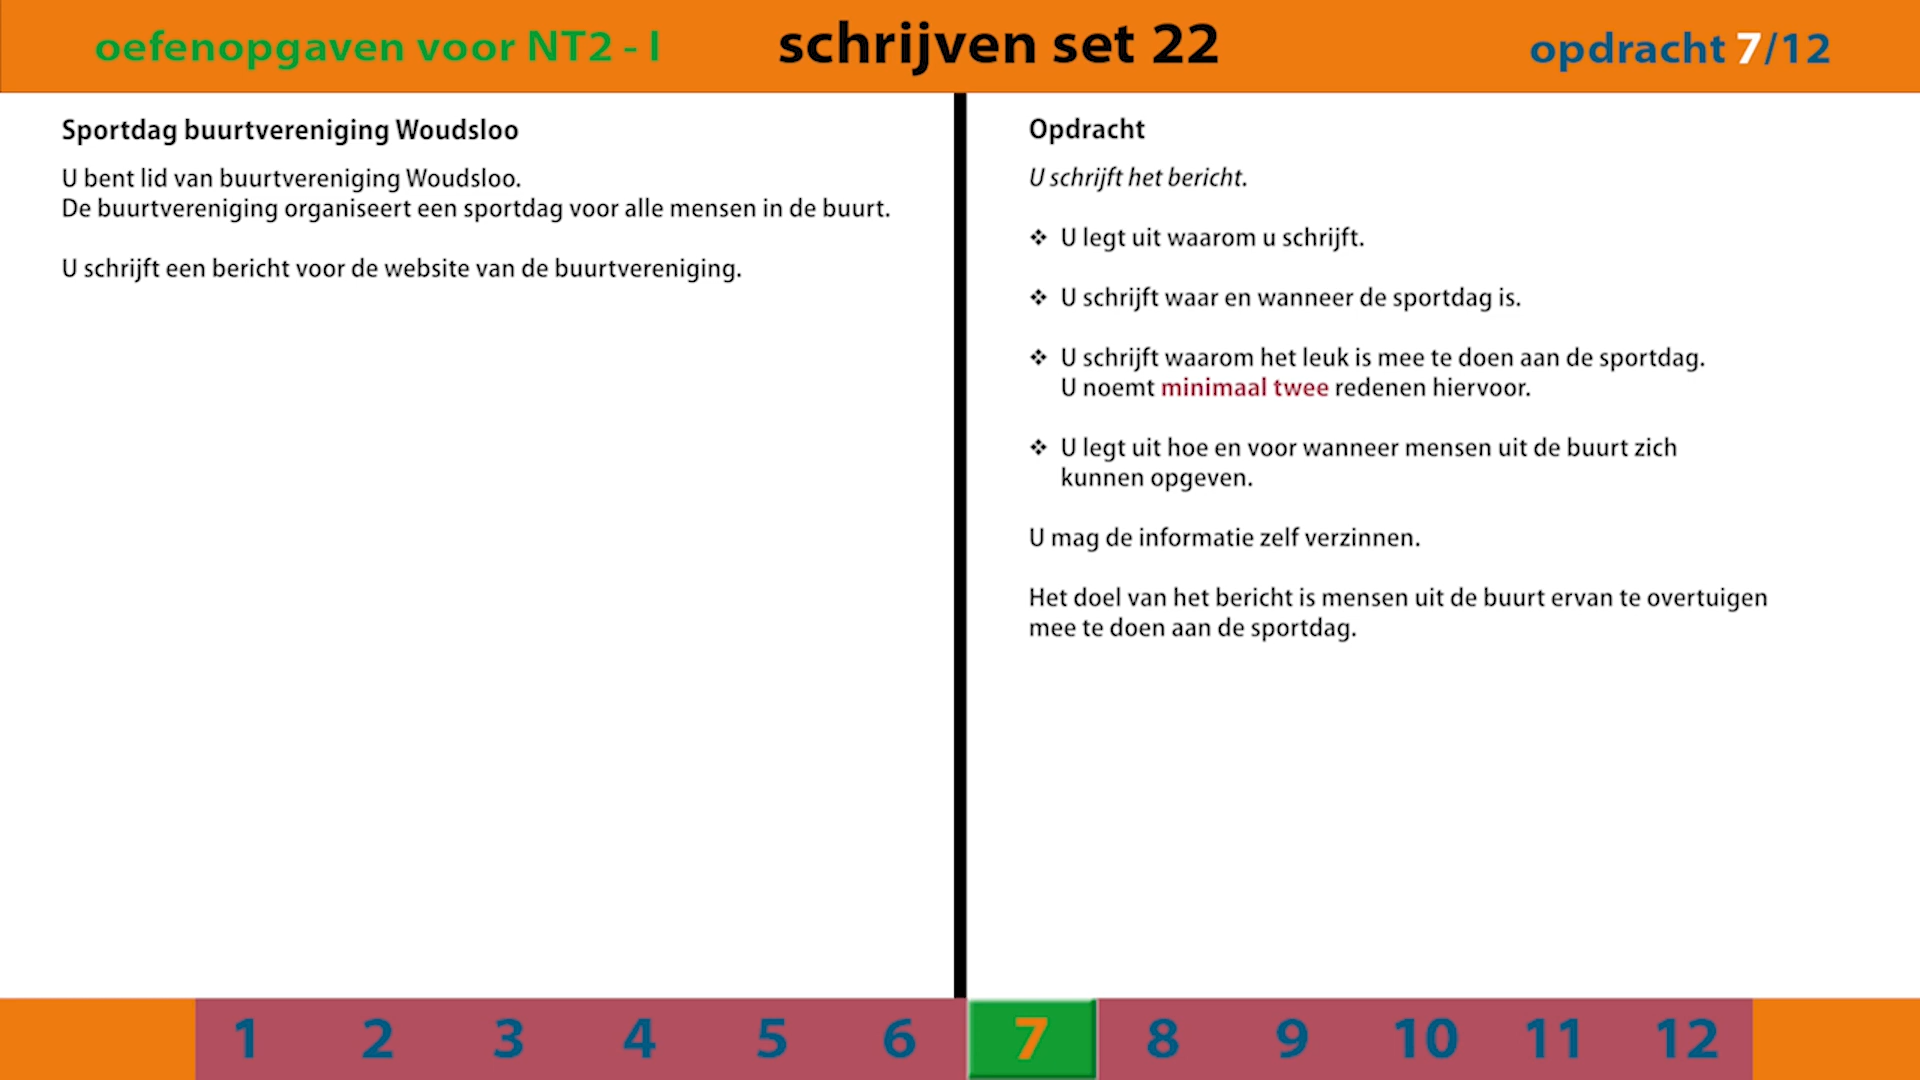 oefenopgaven voor NT2 - I
schrijven set 22
opdracht 7/12
Sportdag buurtvereniging Woudsloo
U bent lid van buurtvereniging Woudsloo.
De buurtvereniging organiseert een sportdag voor alle mensen in de buurt.
U schrijft een bericht voor de website van de buurtvereniging.
Opdracht
U schrijft het bericht.
❖ U legt uit waarom u schrijft.
❖ U schrijft waar en wanneer de sportdag is.
❖ U schrijft waarom het leuk is mee te doen aan de sportdag.
U noemt minimaal twee redenen hiervoor.
❖ U legt uit hoe en voor wanneer mensen uit de buurt zich
kunnen opgeven.
U mag de informatie zelf verzinnen.
Het doel van het bericht is mensen uit de buurt ervan te overtuigen
mee te doen aan de sportdag.
1 2 3 4 5 6 7 8 9 10 11 12